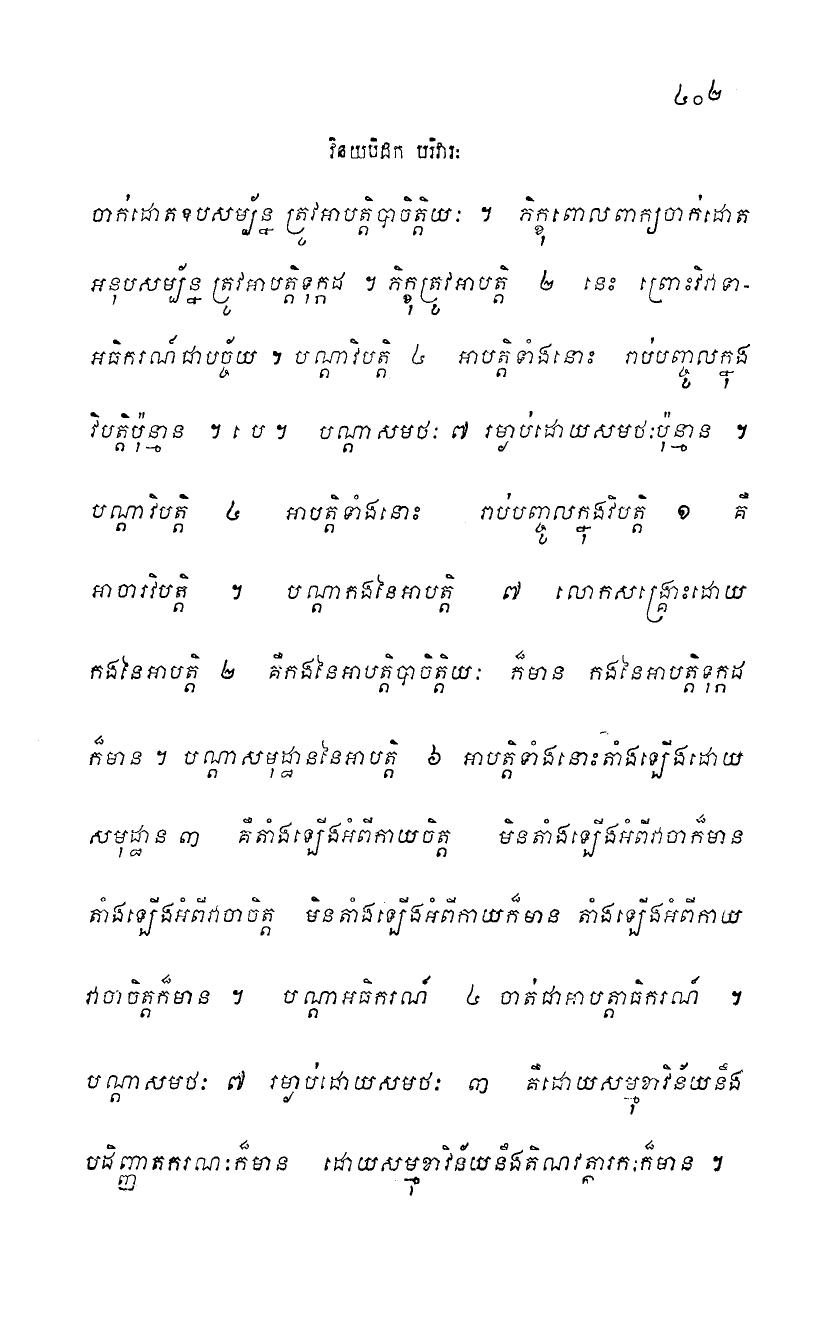 ៤០២
វិនយបិដក បរិវារៈ
ចាក់ដោតឧបសម្ប័ន្ន ត្រូវអាបត្តិបាចិត្តិយៈ ។ ភិក្ខុពោលពាក្យចាក់ដោត
អនុបសម្ប័ន្ន ត្រូវអាបត្តិទុក្កដ ។ ភិក្ខុត្រូវអាបត្តិ ២ នេះ ព្រោះវិវាទា-
អធិករណ៍ជាបច្ច័យ ។ បណ្តាវិបត្តិ ៤ អាបត្តិទាំងនោះ រាប់បញ្ចូលក្នុង
វិបត្តិប៉ុន្មាន ។ បេ ។ បណ្តាសមថៈ ៧ រម្ងាប់ដោយសមថៈប៉ុន្មាន ។
បណ្តាវិបត្តិ ៤ អាបត្តិទាំងនោះ រាប់បញ្ចូលក្នុងវិបត្តិ ១ គឺ
អាចារវិបត្តិ ។ បណ្តាកងនៃអាបត្តិ ៧ លោកសង្គ្រោះដោយ
កងនៃអាបត្តិ ២ គឺកងនៃអាបត្តិបាចិត្តិយៈ ក៏មាន កងនៃអាបត្តិទុក្កដ
ក៏មាន ។ បណ្តាសមុដ្ឋាននៃអាបត្តិ ៦ អាបត្តិទាំងនោះតាំងឡើងដោយ
សមុដ្ឋាន ៣ គឺតាំងឡើងអំពីកាយចិត្ត មិនតាំងឡើងអំពីវាចាក៏មាន
តាំងឡើងអំពីវាចាចិត្ត មិនតាំងឡើងអំពីកាយក៏មាន តាំងឡើងអំពីកាយ
វាចាចិត្តក៏មាន ។ បណ្តាអធិករណ៍ ៤ ចាត់ជាអាបត្តាធិករណ៍ ។
បណ្តាសមថៈ ៧ រម្ងាប់ដោយសមថៈ ៣ គឺដោយសម្មុខាវិន័យនឹង
បដិញ្ញាតករណៈក៏មាន ដោយសម្មុខាវិន័យនឹងតិណវត្ថារកៈក៏មាន ។